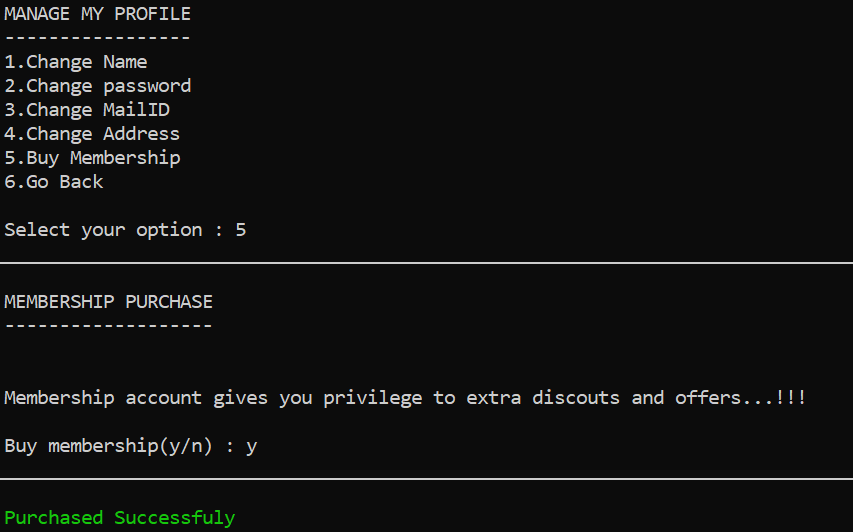 MANAGE MY PROFILE
-----------------
1.Change Name
2.Change password
3.Change MailID
4.Change Address
5.Buy Membership
6.Go Back
Select your option : 5
MEMBERSHIP PURCHASE
-------------------
Membership account gives you privilege to extra discouts and offers...!!!
Buy membership(y/n) : y
Purchased Successfuly